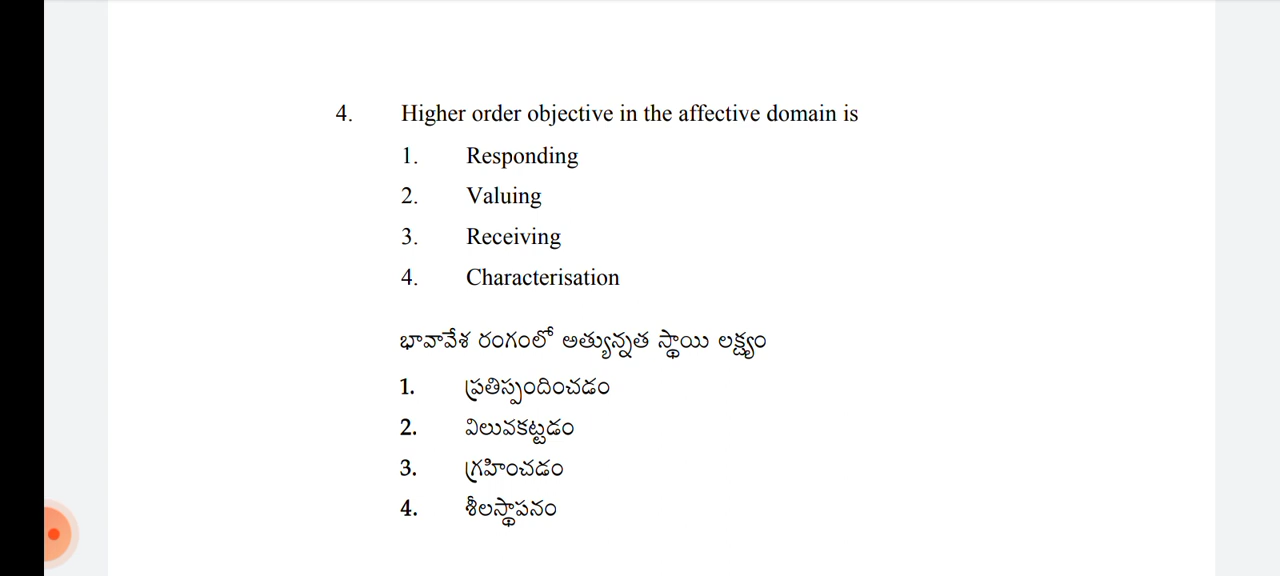 4. Higher order objective in the affective domain is
1. Responding
2. Valuing
3. Receiving
4. Characterisation
భావావేశ రంగంలో అత్యున్నత స్థాయి లక్ష్యం
1. ప్రతిస్పందించడం
2. విలువకట్టడం
3. గ్రహించడం
4. శీలస్థాపనం